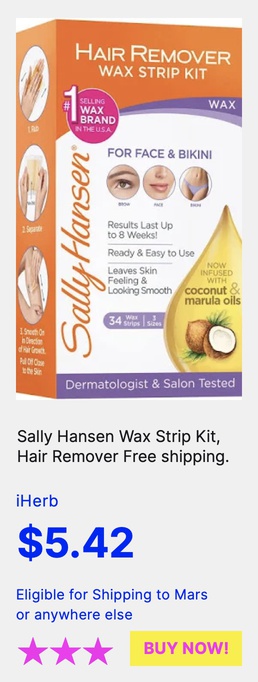 HAIR REMOVER
WAX STRIP KIT
#1 SELLING
WAX
BRAND
IN THE U.S.A.
WAX
1. Rub
2. Separate
3. Smooth On
in Direction
of Hair Growth.
Pull Off Close
to the Skin
Sally Hansen®
FOR FACE & BIKINI
BROW FACE BIKINI
Results Last Up
to 8 Weeks!
Ready & Easy to Use
Leaves Skin
Feeling &
Looking Smooth
NOW
INFUSED
WITH
coconut &
marula oils
34 Wax Strips | 3 Sizes
Dermatologist & Salon Tested
Sally Hansen Wax Strip Kit,
Hair Remover Free shipping.
iHerb
$5.42
Eligible for Shipping to Mars
or anywhere else
BUY NOW!